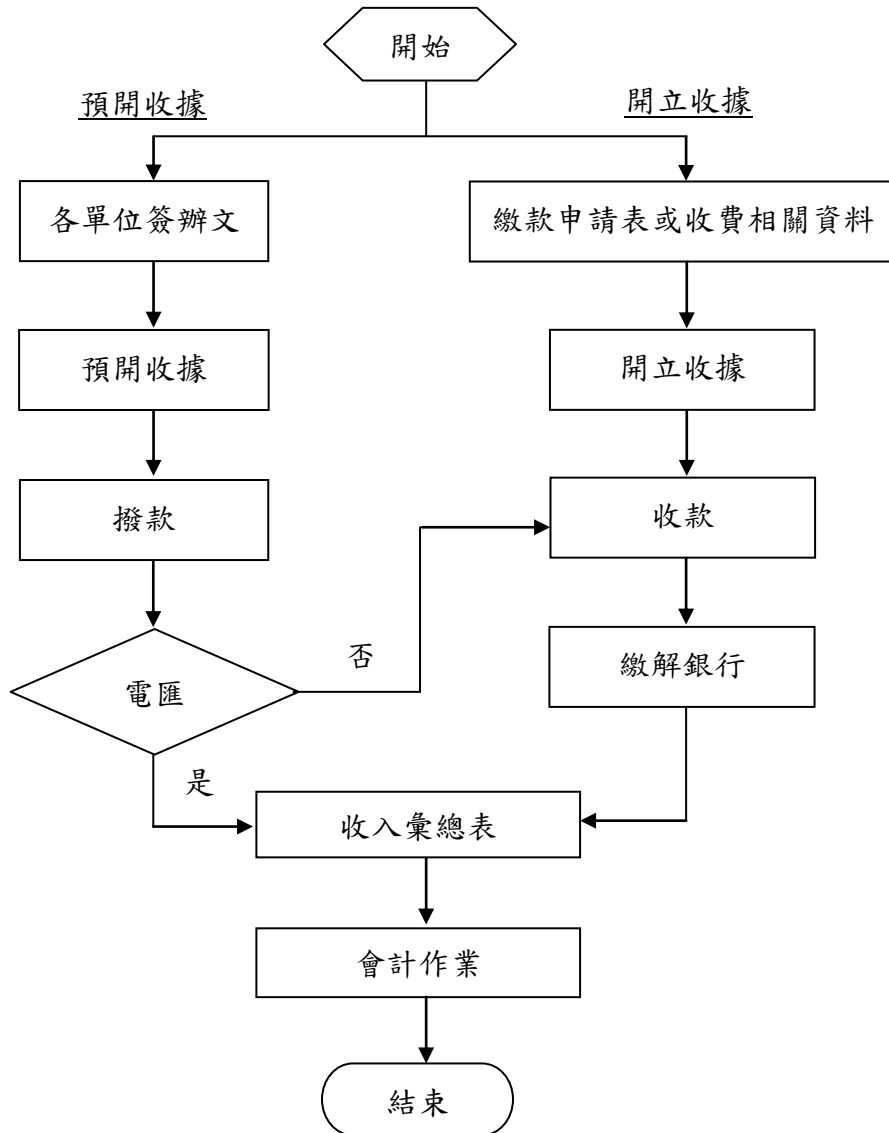 開始
預開收據
開立收據
各單位簽辦文
繳款申請表或收費相關資料
預開收據
開立收據
撥款
收款
否
電匯
繳解銀行
是
收入彙總表
會計作業
結束